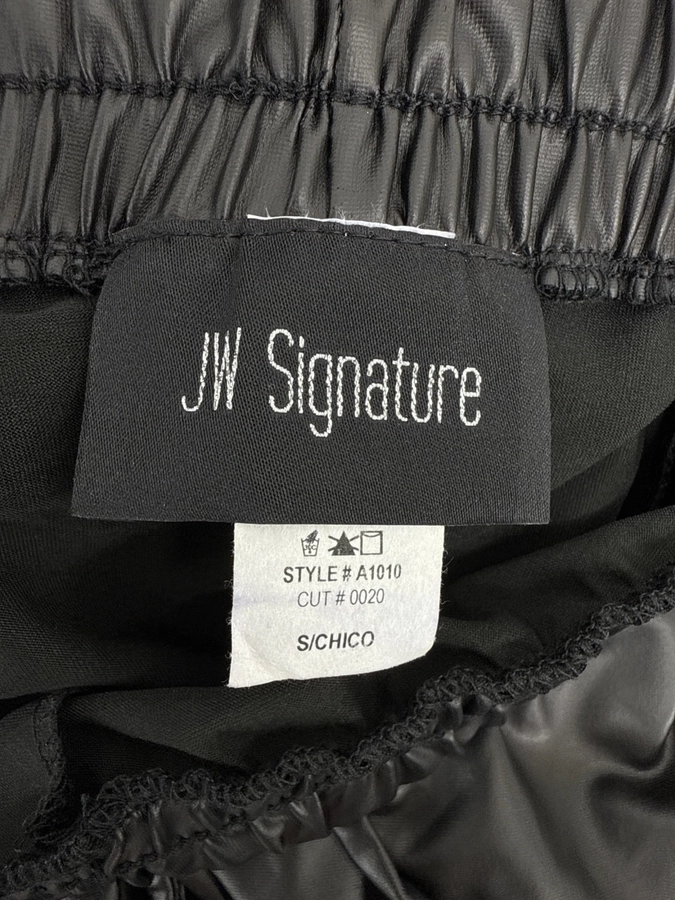 JW Signature
STYLE # A1010
CUT # 0020
S/CHICO